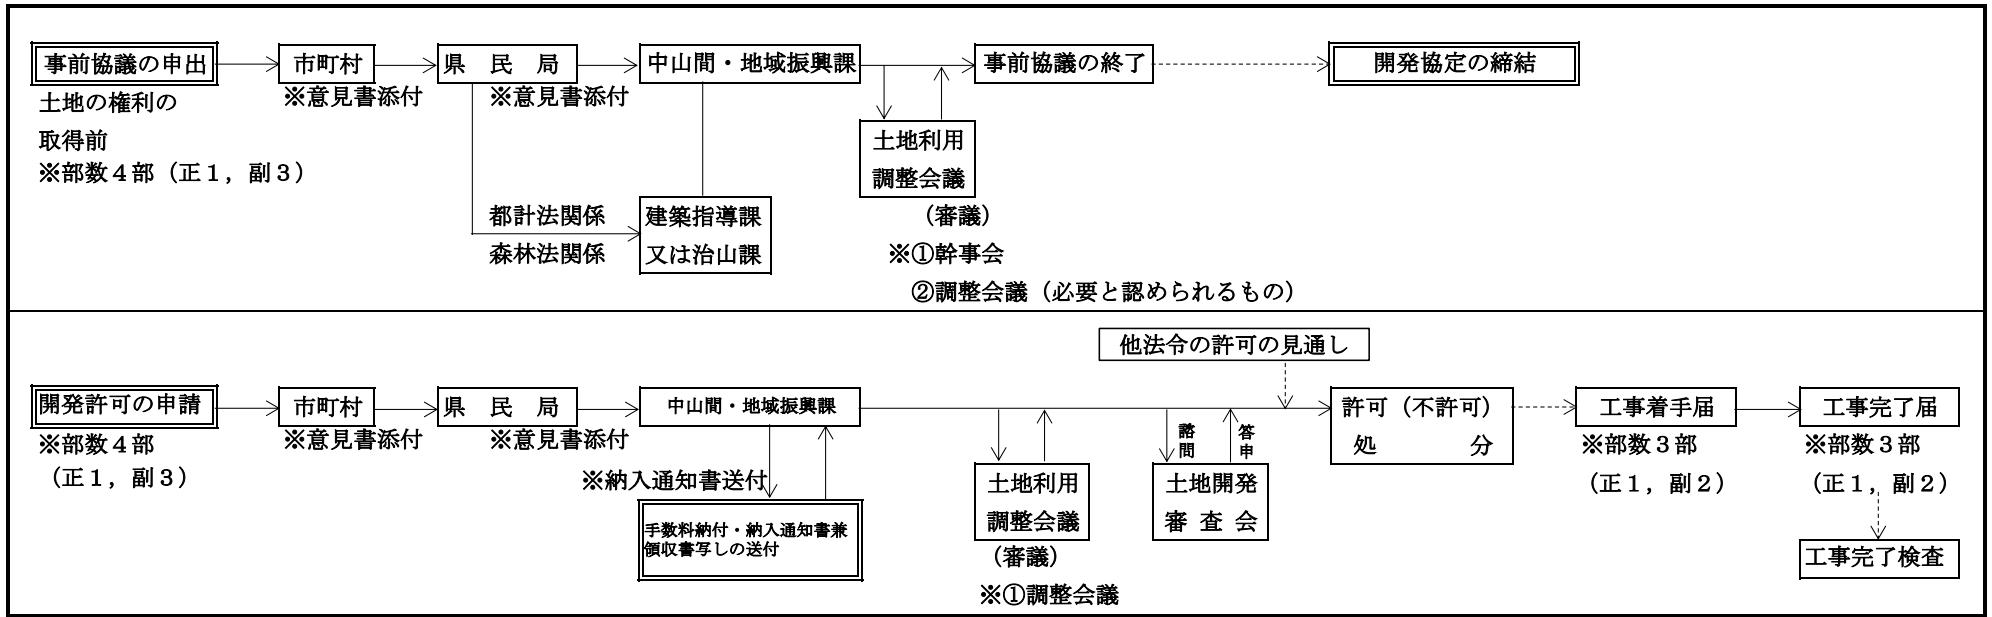 事前協議の申出
市町村
県　民　局
中山間・地域振興課
事前協議の終了
開発協定の締結
土地の権利の
取得前
※部数４部（正１，副３）
※意見書添付
※意見書添付
土地利用
調整会議
（審議）
※①幹事会
②調整会議（必要と認められるもの）
都計法関係
森林法関係
建築指導課
又は治山課
他法令の許可の見通し
開発許可の申請
市町村
県　民　局
中山間・地域振興課
許可（不許可）
処　　　　分
工事着手届
工事完了届
※部数４部
（正１，副３）
※意見書添付
※意見書添付
※納入通知書送付
手数料納付・納入通知書兼
領収書写しの送付
土地利用
調整会議
（審議）
※①調整会議
諮問
答申
土地開発
審 査 会
※部数３部
（正１，副２）
※部数３部
（正１，副２）
工事完了検査